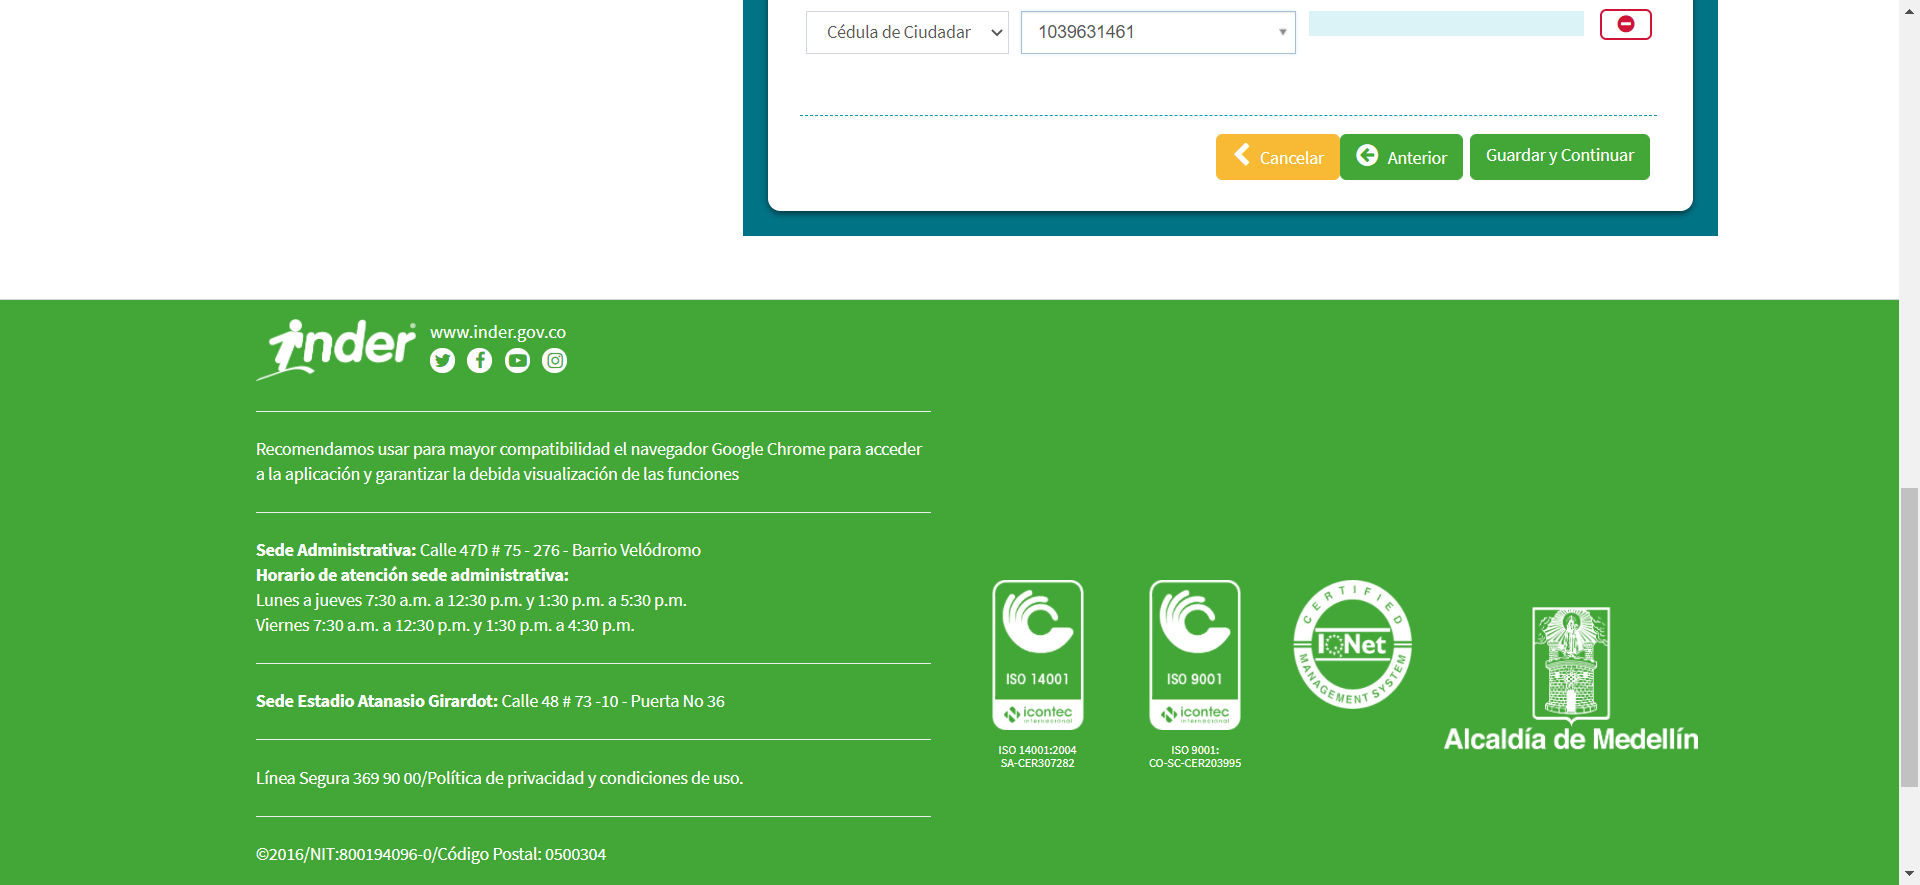 Cédula de Ciudadar
1039631461
Cancelar
Anterior
Guardar y Continuar
inder
www.inder.gov.co
Recomendamos usar para mayor compatibilidad el navegador Google Chrome para acceder
a la aplicación y garantizar la debida visualización de las funciones
Sede Administrativa: Calle 47D # 75 - 276 - Barrio Velódromo
Horario de atención sede administrativa:
Lunes a jueves 7:30 a.m. a 12:30 p.m. y 1:30 p.m. a 5:30 p.m.
Viernes 7:30 a.m. a 12:30 p.m. y 1:30 p.m. a 4:30 p.m.
Sede Estadio Atanasio Girardot: Calle 48 # 73 -10 - Puerta No 36
Línea Segura 369 90 00/Política de privacidad y condiciones de uso.
©2016/NIT:800194096-0/Código Postal: 0500304
ISO 14001
icontec
internacional
ISO 14001:2004
SA-CER307282
ISO 9001
icontec
internacional
ISO 9001:
CO-SC-CER203995
CERTIFIED
IQNet
MANAGEMENT SYSTEM
Alcaldía de Medellín